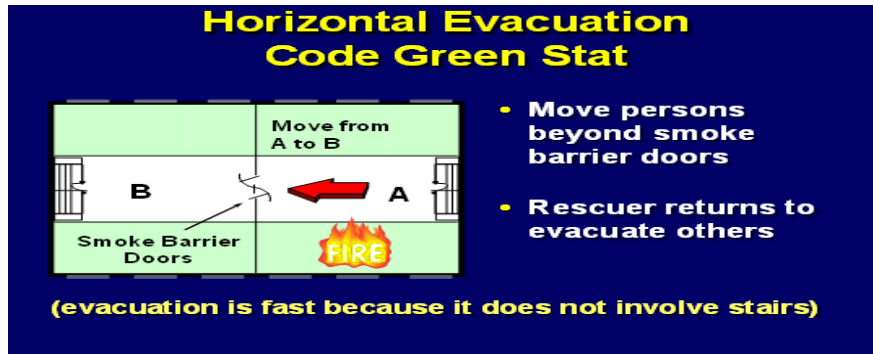 Horizontal Evacuation
Code Green Stat
Move from
A to B
B
A
Smoke Barrier
Doors
FIRE
• Move persons
beyond smoke
barrier doors
• Rescuer returns to
evacuate others
(evacuation is fast because it does not involve stairs)